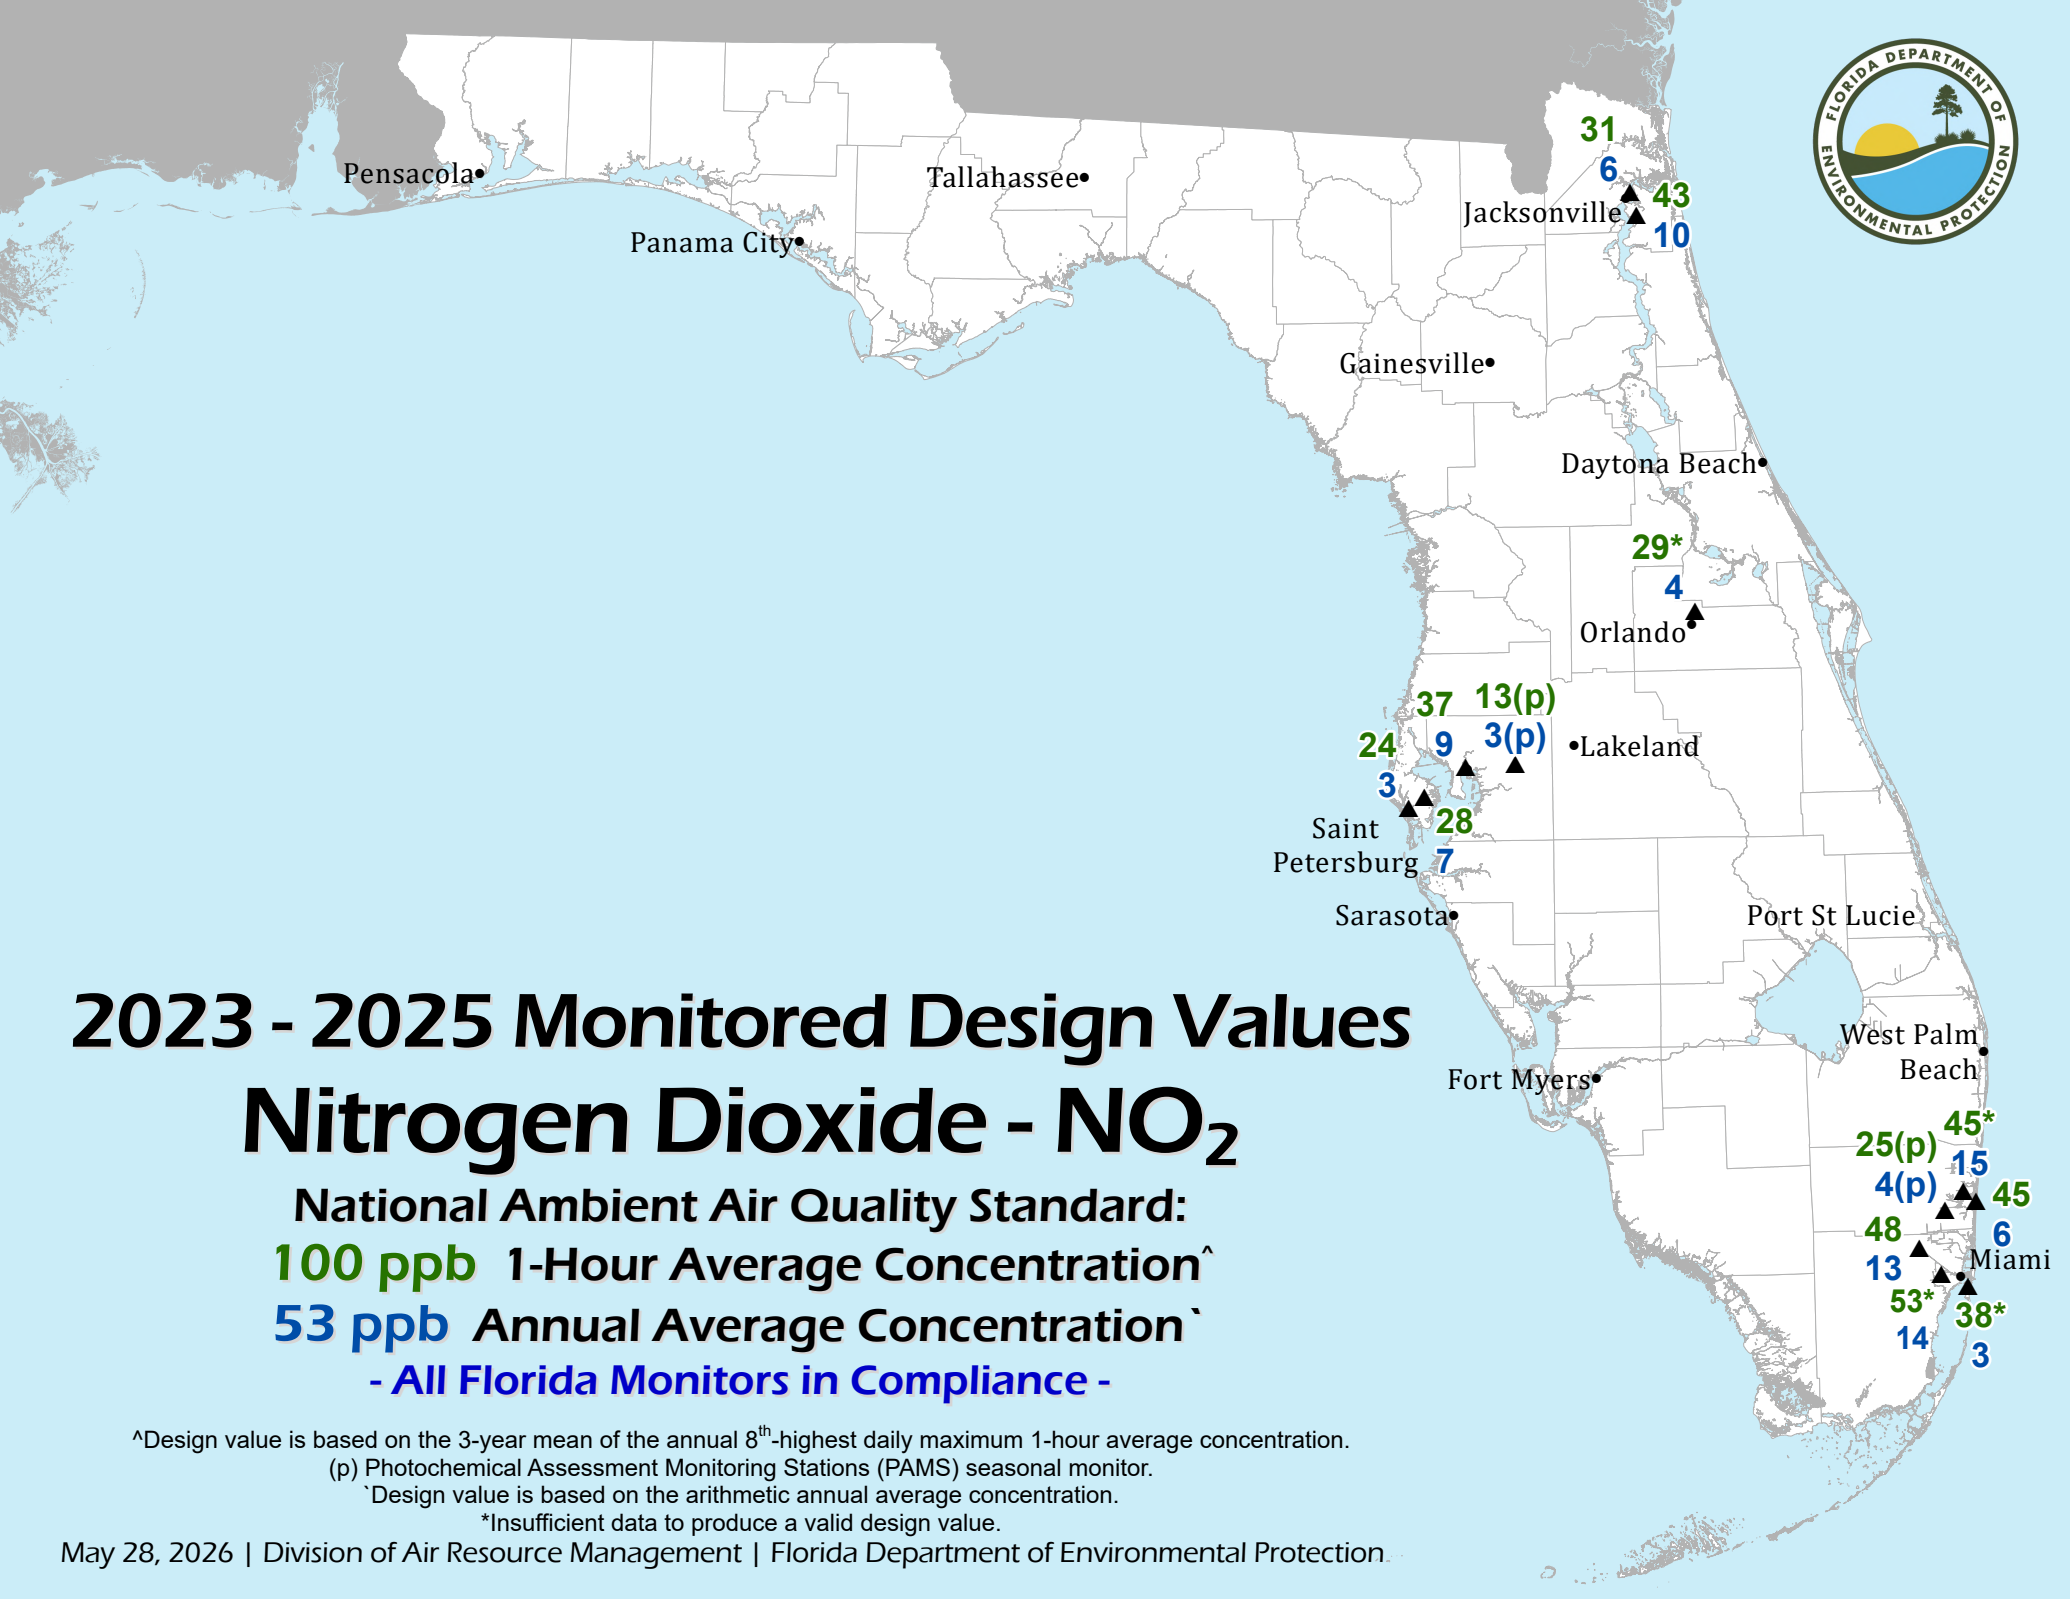 FLORIDA DEPARTMENT OF
ENVIRONMENTAL PROTECTION
31
6
Pensacola
Tallahassee
43
Jacksonville
10
Panama City
Gainesville
Daytona Beach
29*
4
Orlando
37 13(p)
24 9 3(p)
Lakeland
3
28
Saint
Petersburg
7
Sarasota
Port St Lucie
2023 - 2025 Monitored Design Values
Nitrogen Dioxide - NO₂
National Ambient Air Quality Standard:
100 ppb 1-Hour Average Concentration^
53 ppb Annual Average Concentration`
- All Florida Monitors in Compliance -
West Palm
Beach
Fort Myers
45*
25(p) 15
4(p)
45
6
48
13
Miami
53*
14
38*
3
^Design value is based on the 3-year mean of the annual 8th-highest daily maximum 1-hour average concentration.
(p) Photochemical Assessment Monitoring Stations (PAMS) seasonal monitor.
`Design value is based on the arithmetic annual average concentration.
*Insufficient data to produce a valid design value.
May 28, 2026 | Division of Air Resource Management | Florida Department of Environmental Protection